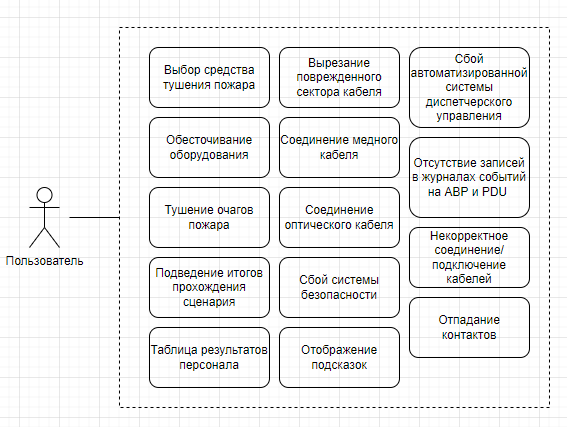 Выбор средства
тушения пожара
Обесточивание
оборудования
Тушение очагов
пожара
Подведение итогов
прохождения
сценария
Таблица результатов
персонала
Вырезание
поврежденного
сектора кабеля
Соединение медного
кабеля
Соединение
оптического кабеля
Сбой системы
безопасности
Отображение
подсказок
Сбой
автоматизированной
системы
диспетчерского
управления
Отсутствие записей
в журналах событий
на АВР и PDU
Некорректное
соединение/
подключение
кабелей
Отпадание
контактов
Пользователь